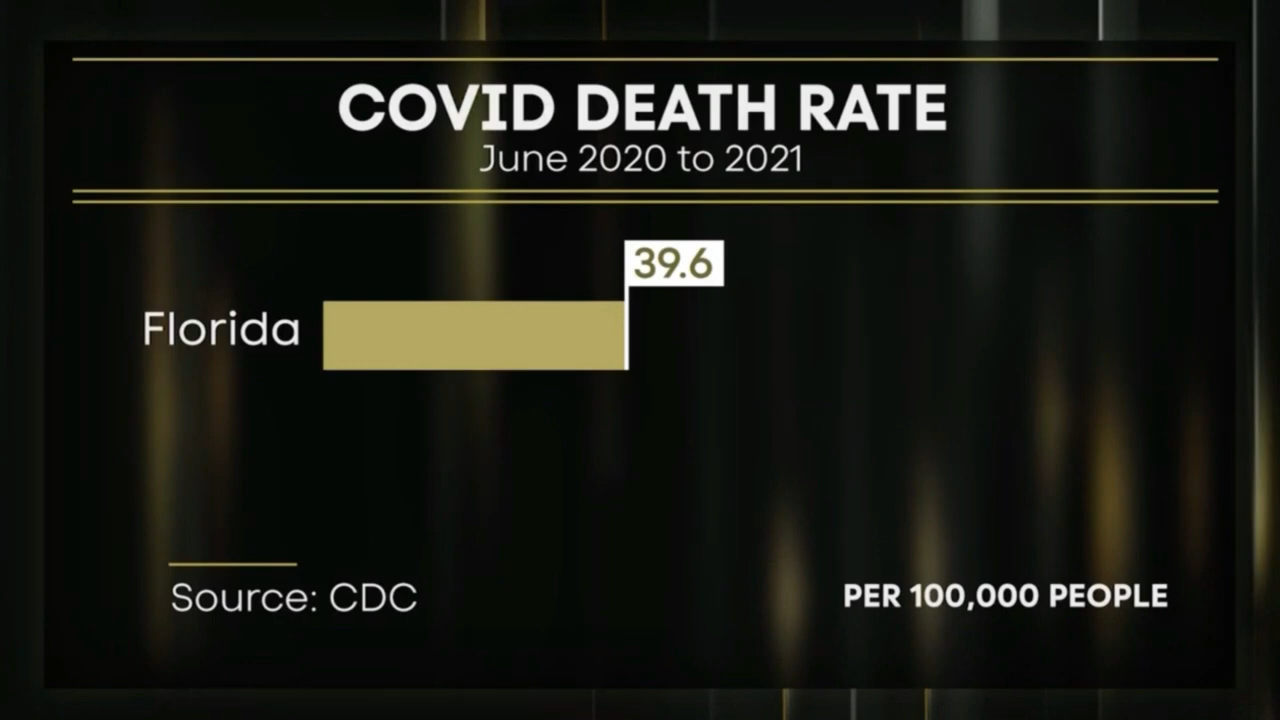 COVID DEATH RATE
June 2020 to 2021
39.6
Florida
Source: CDC
PER 100,000 PEOPLE